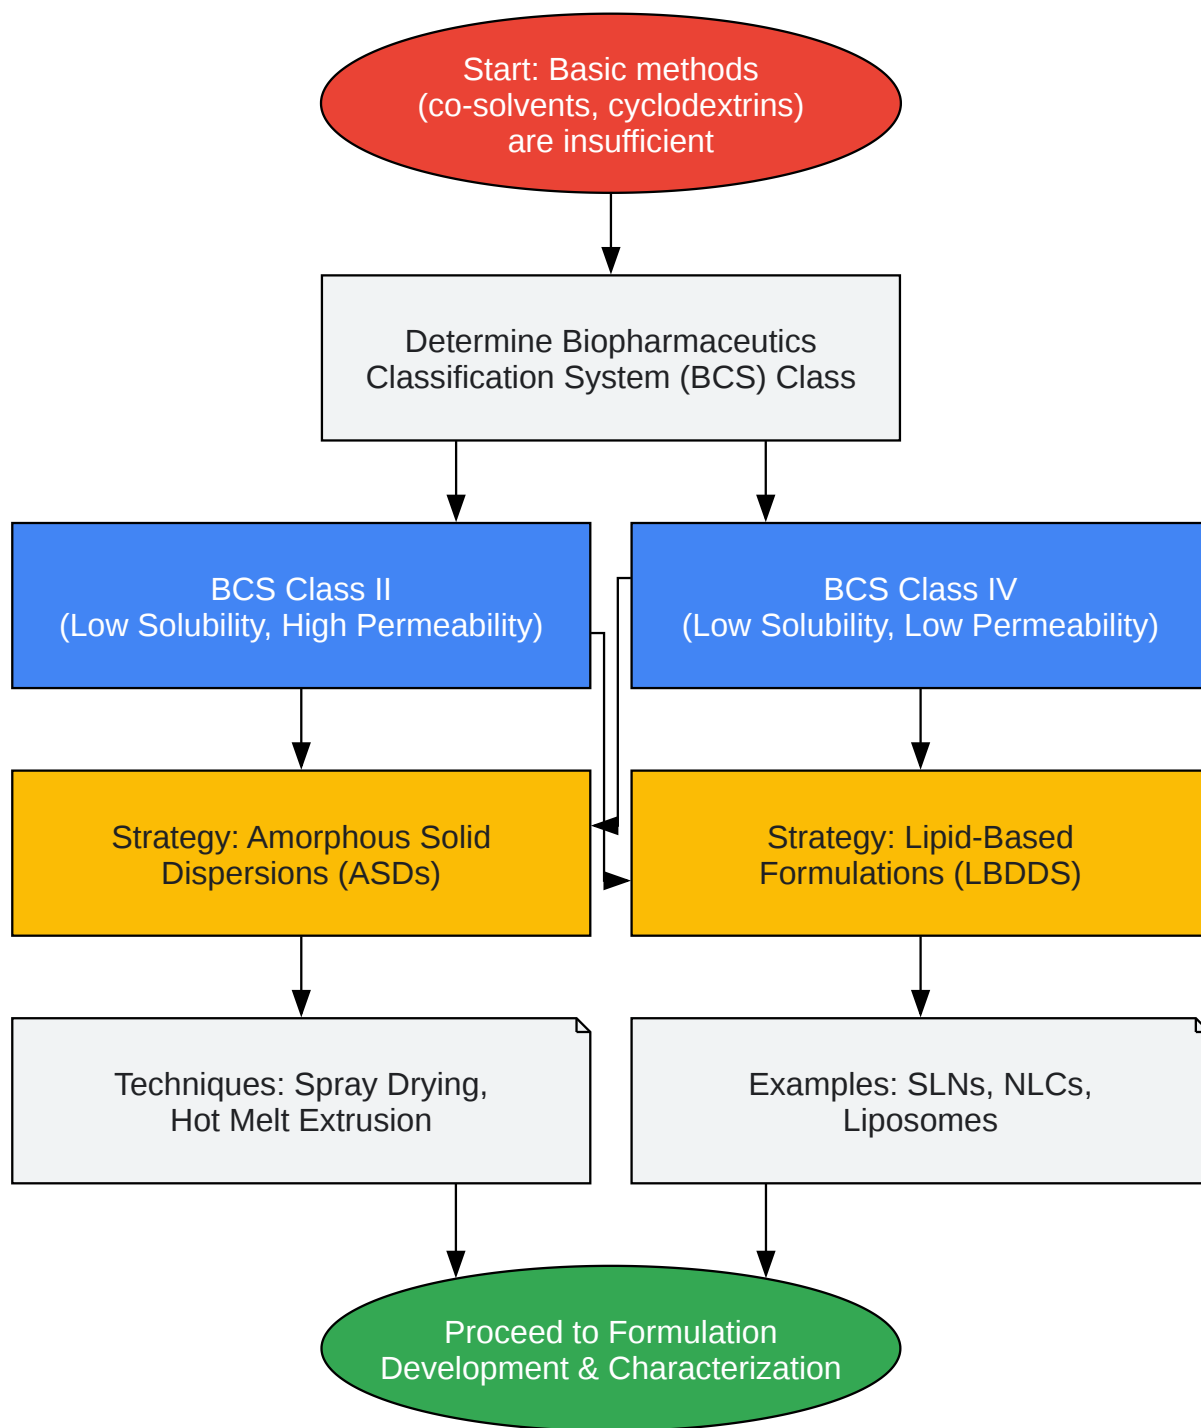 Start: Basic methods
(co-solvents, cyclodextrins)
are insufficient
Determine Biopharmaceutics
Classification System (BCS) Class
BCS Class II
(Low Solubility, High Permeability)
BCS Class IV
(Low Solubility, Low Permeability)
Strategy: Amorphous Solid
Dispersions (ASDs)
Strategy: Lipid-Based
Formulations (LBDDS)
Techniques: Spray Drying,
Hot Melt Extrusion
Examples: SLNs, NLCs,
Liposomes
Proceed to Formulation
Development & Characterization